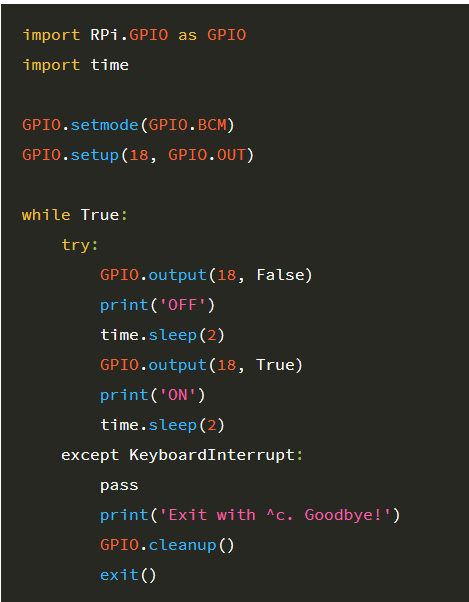 import RPi.GPIO as GPIO
import time

GPIO.setmode(GPIO.BCM)
GPIO.setup(18, GPIO.OUT)

while True:
    try:
        GPIO.output(18, False)
        print('OFF')
        time.sleep(2)
        GPIO.output(18, True)
        print('ON')
        time.sleep(2)
    except KeyboardInterrupt:
        pass
        print('Exit with ^c. Goodbye!')
        GPIO.cleanup()
        exit()